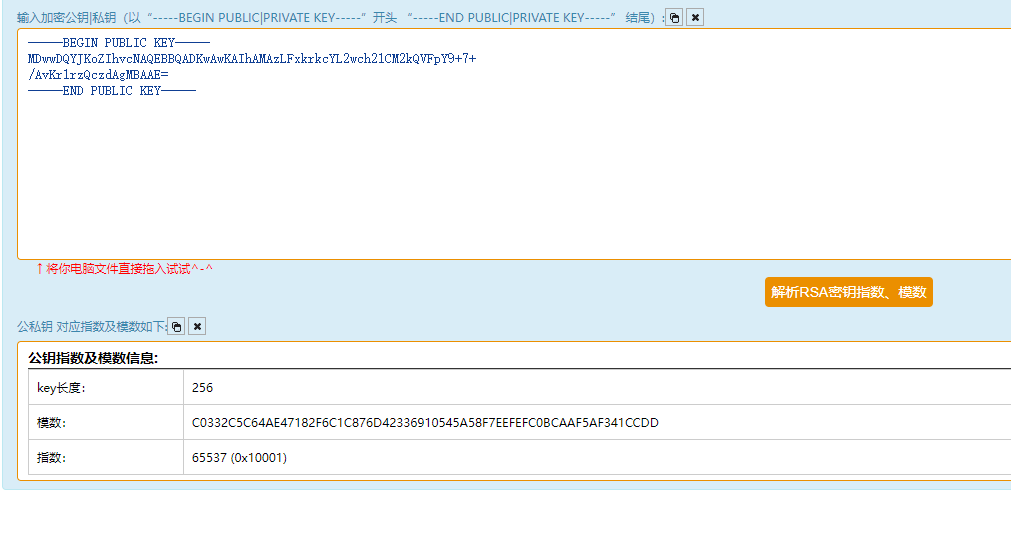 输入加密公钥|私钥（以“-----BEGIN PUBLIC|PRIVATE KEY-----”开头 “-----END PUBLIC|PRIVATE KEY-----” 结尾）:
-----BEGIN PUBLIC KEY-----
MDwwDQYJKoZIhvcNAQEBBQADKwAwKAIhAMAzLFxkrkcYL2wch2lCM2kQVFpY9+7+
/AvKr1rzQczdAgMBAAE=
-----END PUBLIC KEY-----
↑将你电脑文件直接拖入试试^-^
解析RSA密钥指数、模数
公私钥 对应指数及模数如下:
公钥指数及模数信息:
key长度: 256
模数: C0332C5C64AE47182F6C1C876D42336910545A58F7EEFEFC0BCAAF5AF341CCDD
指数: 65537 (0x10001)